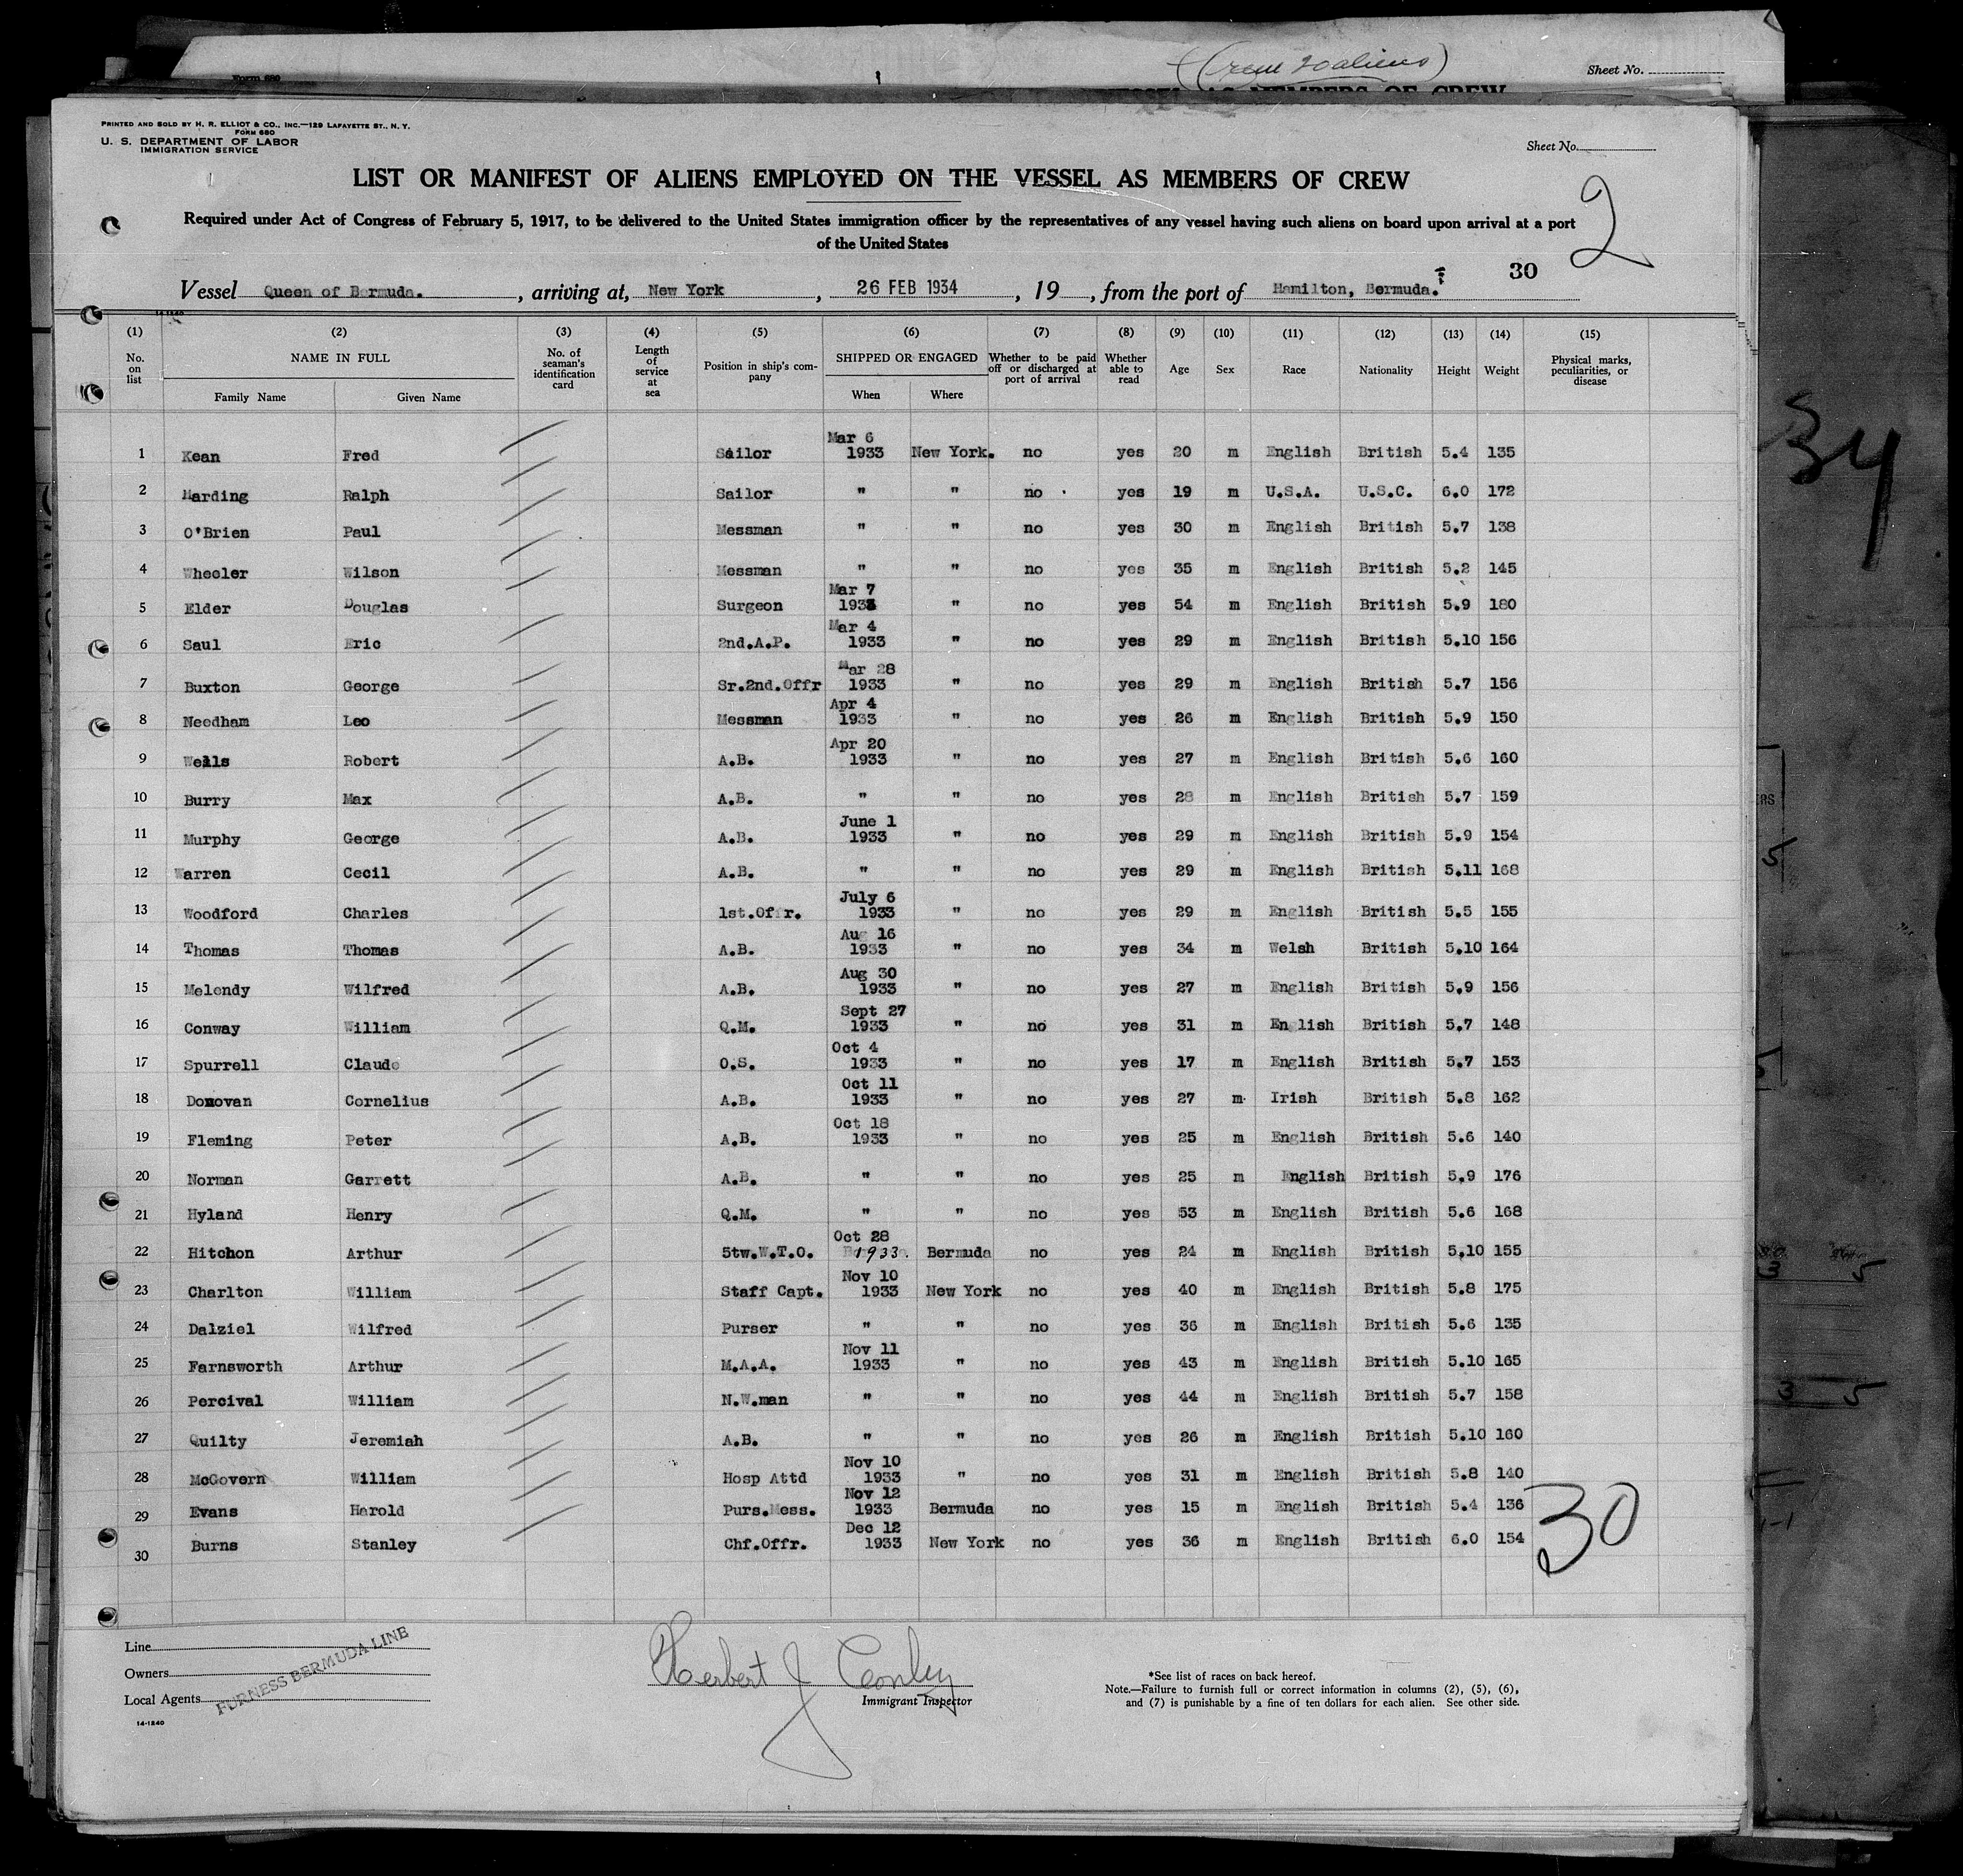 Form 680
(Crew
Sheet No.
MEMBERS OF CREW
PRINTED AND SOLD BY H. R. ELLIOT & CO., INC.—129 LAFAYETTE ST., N. Y.
FORM 680
U. S. DEPARTMENT OF LABOR
IMMIGRATION SERVICE
Sheet No.
LIST OR MANIFEST OF ALIENS EMPLOYED ON THE VESSEL AS MEMBERS OF CREW
2
Required under Act of Congress of February 5, 1917, to be delivered to the United States immigration officer by the representatives of any vessel having such aliens on board upon arrival at a port
of the United States
30
Vessel Queen of Bermuda. , arriving at, New York , 26 FEB 1934 , 19 , from the port of Hamilton, Bermuda.
14-1240
(1) (2) (3) (4) (5) (6) (7) (8) (9) (10) (11) (12) (13) (14) (15)
No. on list NAME IN FULL No. of seaman's identification card Length of service at sea Position in ship's company SHIPPED OR ENGAGED Whether to be paid off or discharged at port of arrival Whether able to read Age Sex Race Nationality Height Weight Physical marks, peculiarities, or disease
Family Name Given Name When Where
1 Kean Fred Sailor Mar 6 1933 New York. no yes 20 m English British 5.4 135
2 Harding Ralph Sailor " " no yes 19 m U.S.A. U.S.C. 6.0 172
3 O'Brien Paul Messman " " no yes 30 m English British 5.7 138
4 Wheeler Wilson Messman " " no yes 35 m English British 5.2 145
5 Elder Douglas Surgeon Mar 7 1933 " no yes 54 m English British 5.9 180
6 Saul Eric 2nd.A.P. Mar 4 1933 " no yes 29 m English British 5.10 156
7 Buxton George Sr.2nd.Offr Mar 28 1933 " no yes 29 m English British 5.7 156
8 Needham Leo Messman Apr 4 1933 " no yes 26 m English British 5.9 150
9 Wells Robert A.B. Apr 20 1933 " no yes 27 m English British 5.6 160
10 Burry Max A.B. " " no yes 28 m English British 5.7 159
11 Murphy George A.B. June 1 1933 " no yes 29 m English British 5.9 154
12 Warren Cecil A.B. " " no yes 29 m English British 5.11 168
13 Woodford Charles 1st.Offr. July 6 1933 " no yes 29 m English British 5.5 155
14 Thomas Thomas A.B. Aug 16 1933 " no yes 34 m Welsh British 5.10 164
15 Melendy Wilfred A.B. Aug 30 1933 " no yes 27 m English British 5.9 156
16 Conway William Q.M. Sept 27 1933 " no yes 31 m English British 5.7 148
17 Spurrell Claude O.S. Oct 4 1933 " no yes 17 m English British 5.7 153
18 Donovan Cornelius A.B. Oct 11 1933 " no yes 27 m Irish British 5.8 162
19 Fleming Peter A.B. Oct 18 1933 " no yes 25 m English British 5.6 140
20 Norman Garrett A.B. " " no yes 25 m English British 5.9 176
21 Hyland Henry Q.M. " " no yes 53 m English British 5.6 168
22 Hitchon Arthur 5tw.W.T.O. Oct 28 1933. Bermuda no yes 24 m English British 5.10 155
23 Charlton William Staff Capt. Nov 10 1933 New York no yes 40 m English British 5.8 175
24 Dalziel Wilfred Purser " " no yes 36 m English British 5.6 135
25 Farnsworth Arthur M.A.A. Nov 11 1933 " no yes 43 m English British 5.10 165
26 Percival William N.W.man " " no yes 44 m English British 5.7 158
27 Quilty Jeremiah A.B. " " no yes 26 m English British 5.10 160
28 McGovern William Hosp Attd Nov 10 1933 " no yes 31 m English British 5.8 140
29 Evans Harold Purs.Mess. Nov 12 1933 Bermuda no yes 15 m English British 5.4 136
30 Burns Stanley Chf.Offr. Dec 12 1933 New York no yes 36 m English British 6.0 154
30
34
Line
Owners
Local Agents
FURNESS BERMUDA LINE
14-1240
Herbert J Conley
Immigrant Inspector
*See list of races on back hereof.
Note.—Failure to furnish full or correct information in columns (2), (5), (6),
and (7) is punishable by a fine of ten dollars for each alien. See other side.